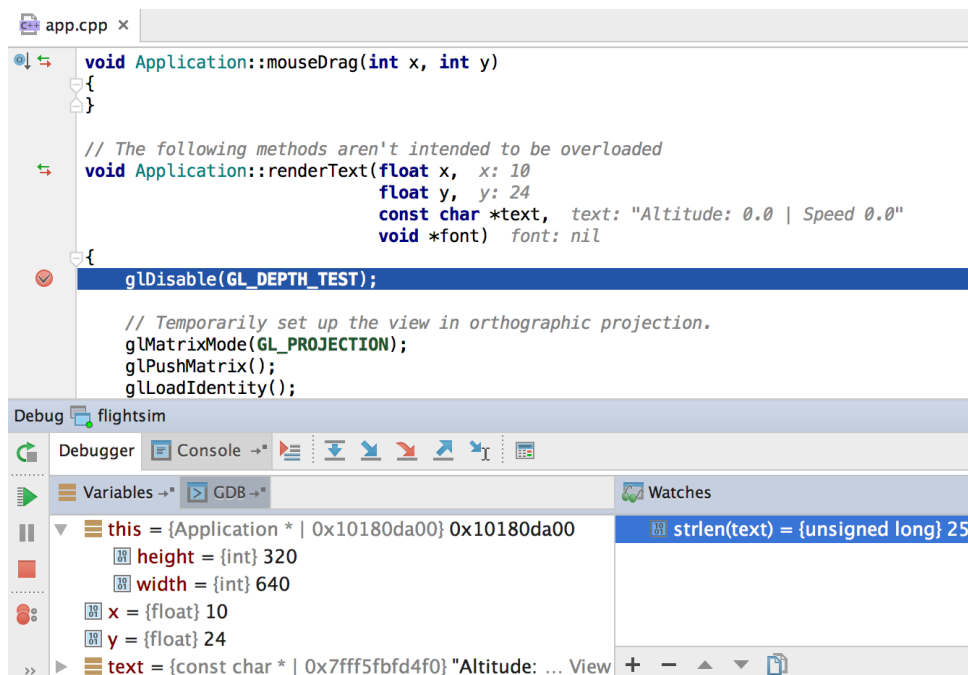 app.cpp ×
void Application::mouseDrag(int x, int y)
{
}
// The following methods aren't intended to be overloaded
void Application::renderText(float x,  x: 10
float y,  y: 24
const char *text,  text: "Altitude: 0.0 | Speed 0.0"
void *font)  font: nil
{
glDisable(GL_DEPTH_TEST);
// Temporarily set up the view in orthographic projection.
glMatrixMode(GL_PROJECTION);
glPushMatrix();
glLoadIdentity();
Debug flightsim
Debugger Console
Variables GDB Watches
this = {Application * | 0x10180da00} 0x10180da00 strlen(text) = {unsigned long} 25
height = {int} 320
width = {int} 640
x = {float} 10
y = {float} 24
text = {const char * | 0x7fff5fbfd4f0} "Altitude: ... View